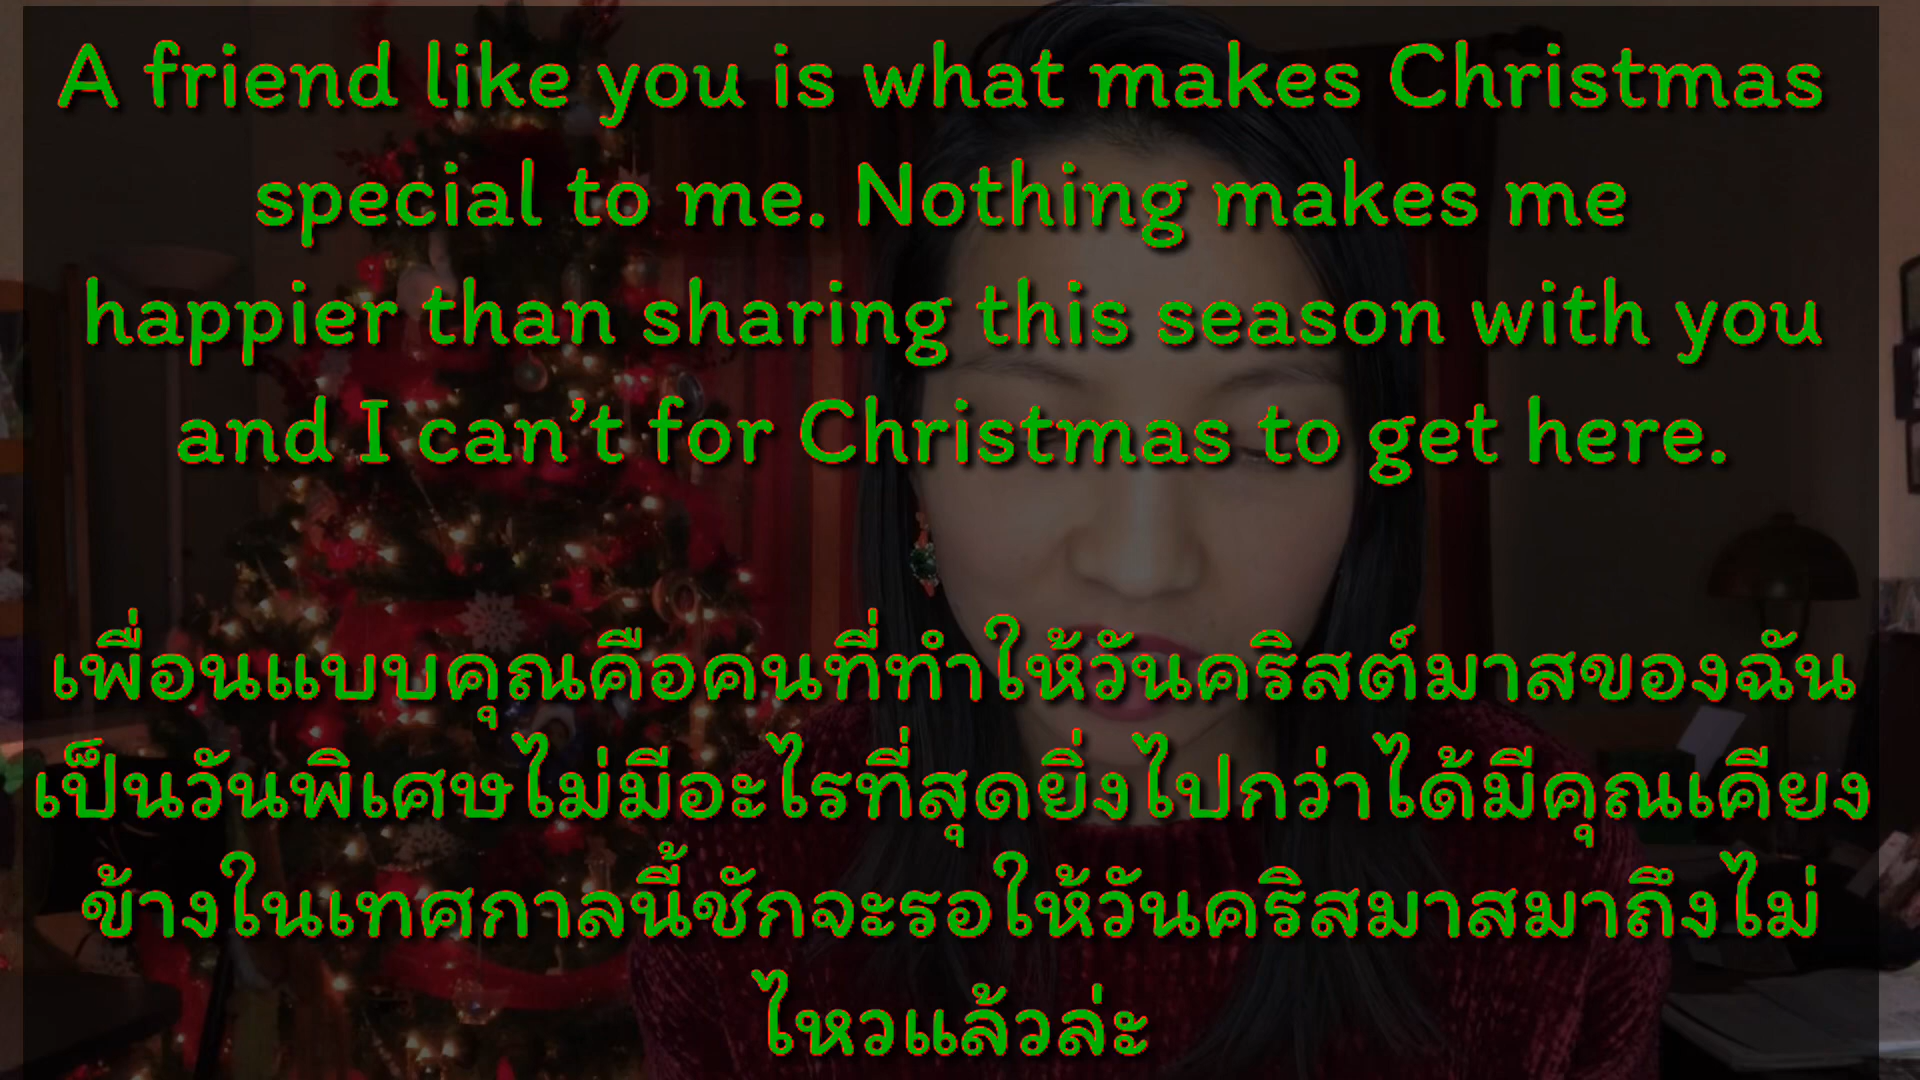 A friend like you is what makes Christmas
special to me. Nothing makes me
happier than sharing this season with you
and I can’t for Christmas to get here.
เพื่อนแบบคุณคือคนที่ทำให้วันคริสต์มาสของฉัน
เป็นวันพิเศษไม่มีอะไรที่สุดยิ่งไปกว่าได้มีคุณเคียง
ข้างในเทศกาลนี้ชักจะรอให้วันคริสมาสมาถึงไม่
ไหวแล้วล่ะ